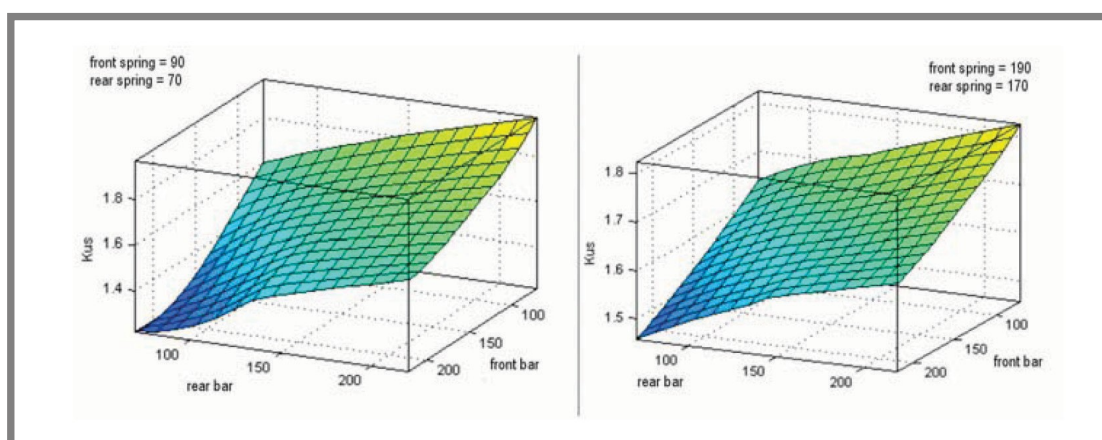 front spring = 90
rear spring = 70
1.8
1.6
1.4
Kus
100
150
200
rear bar
100
150
200
front bar
front spring = 190
rear spring = 170
1.8
1.7
1.6
1.5
Kus
100
150
200
rear bar
100
150
200
front bar